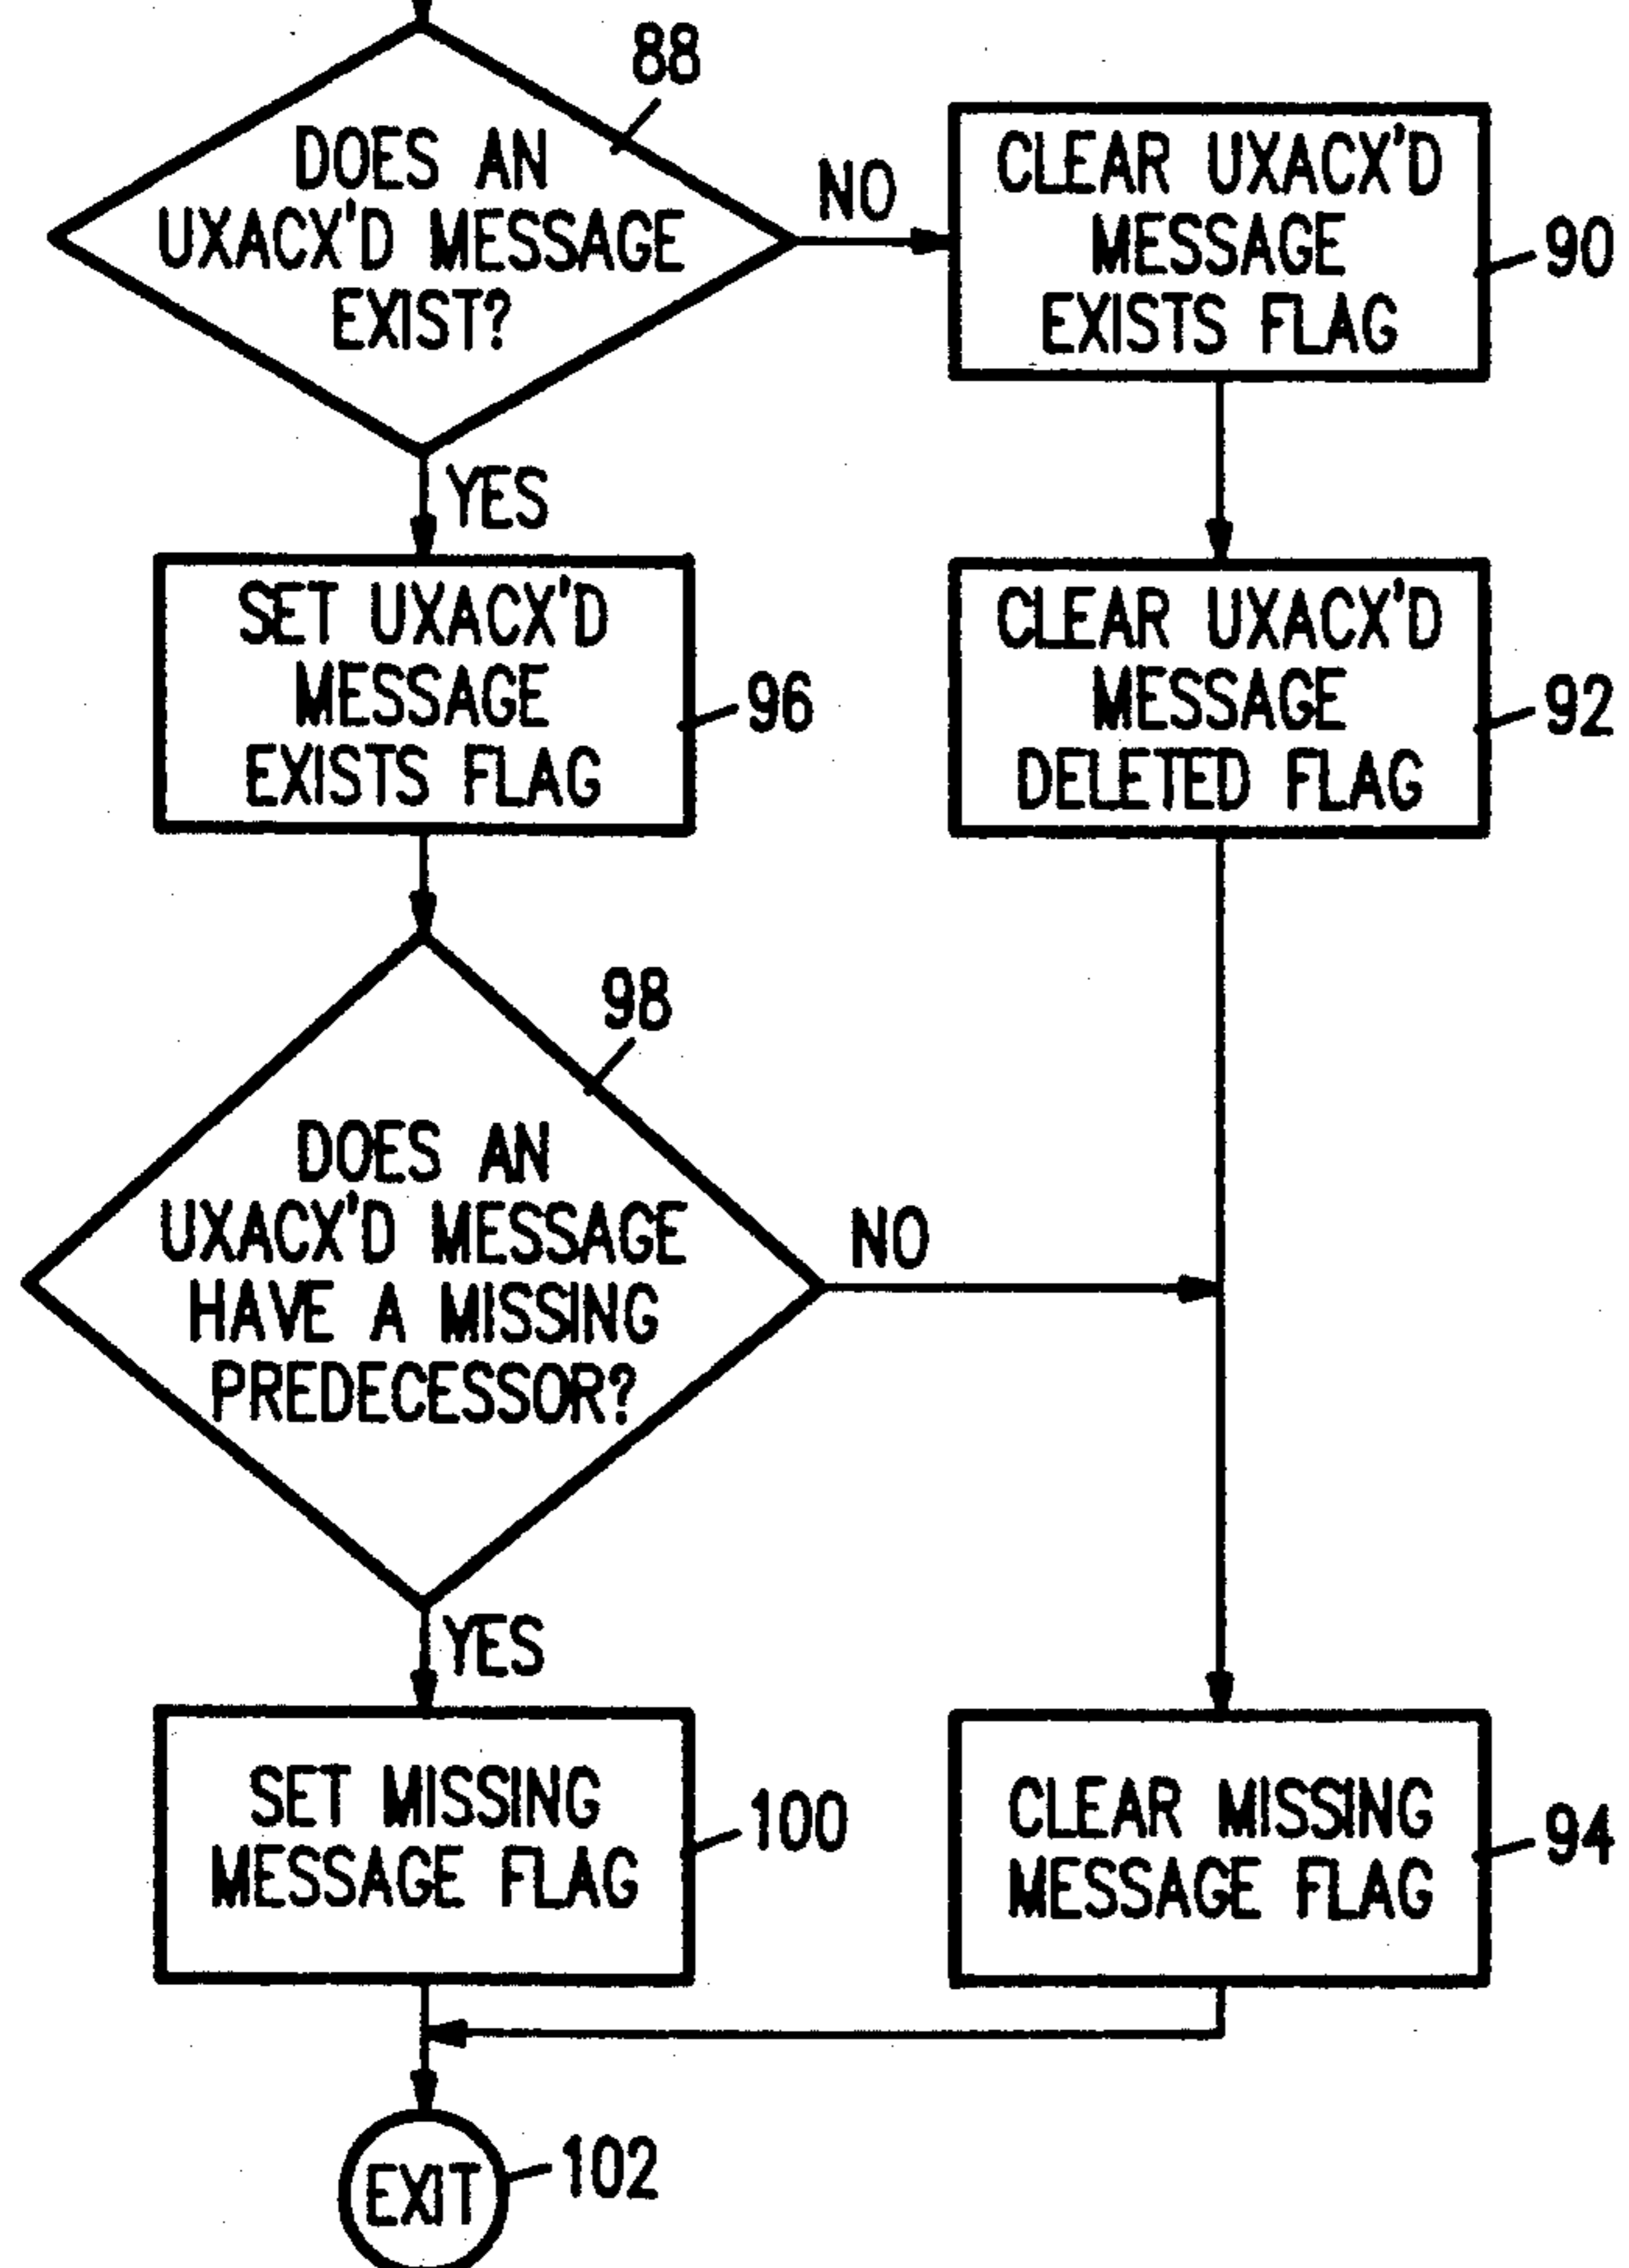 88
DOES AN
UXACX'D MESSAGE
EXIST?
NO
CLEAR UXACX'D
MESSAGE
EXISTS FLAG
90
YES
SET UXACX'D
MESSAGE
EXISTS FLAG
96
CLEAR UXACX'D
MESSAGE
DELETED FLAG
92
98
DOES AN
UXACX'D MESSAGE
HAVE A MISSING
PREDECESSOR?
NO
YES
SET MISSING
MESSAGE FLAG
100
CLEAR MISSING
MESSAGE FLAG
94
EXIT
102